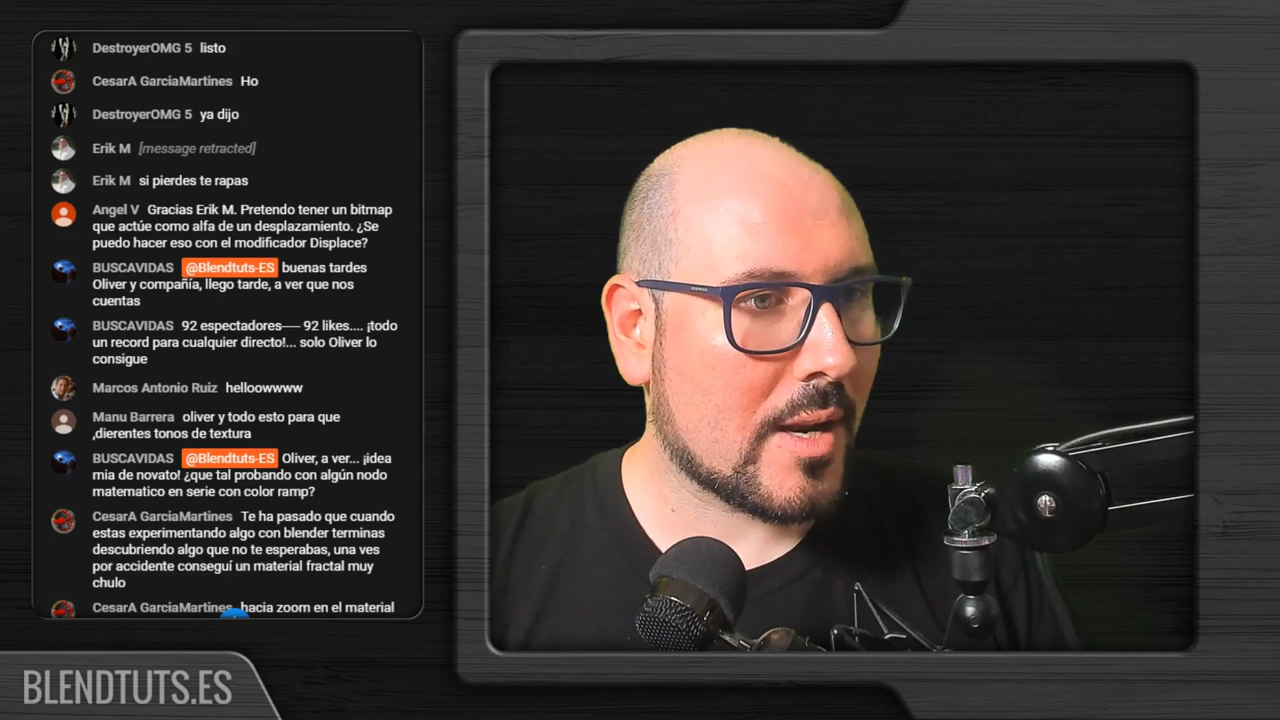 DestroyerOMG 5 listo
CesarA GarciaMartines Ho
DestroyerOMG 5 ya dijo
Erik M [message retracted]
Erik M si pierdes te rapas
Angel V Gracias Erik M. Pretendo tener un bitmap
que actúe como alfa de un desplazamiento. ¿Se
puedo hacer eso con el modificador Displace?
BUSCAVIDAS @Blendtuts-ES buenas tardes
Oliver y compañía, llego tarde, a ver que nos
cuentas
BUSCAVIDAS 92 espectadores---- 92 likes.... ¡todo
un record para cualquier directo!... solo Oliver lo
consigue
Marcos Antonio Ruiz helloowwww
Manu Barrera oliver y todo esto para que
,dierentes tonos de textura
BUSCAVIDAS @Blendtuts-ES Oliver, a ver... ¡idea
mia de novato! ¿que tal probando con algún nodo
matematico en serie con color ramp?
CesarA GarciaMartines Te ha pasado que cuando
estas experimentando algo con blender terminas
descubriendo algo que no te esperabas, una ves
por accidente conseguí un material fractal muy
chulo
CesarA GarciaMartines hacia zoom en el material
BLENDTUTS.ES